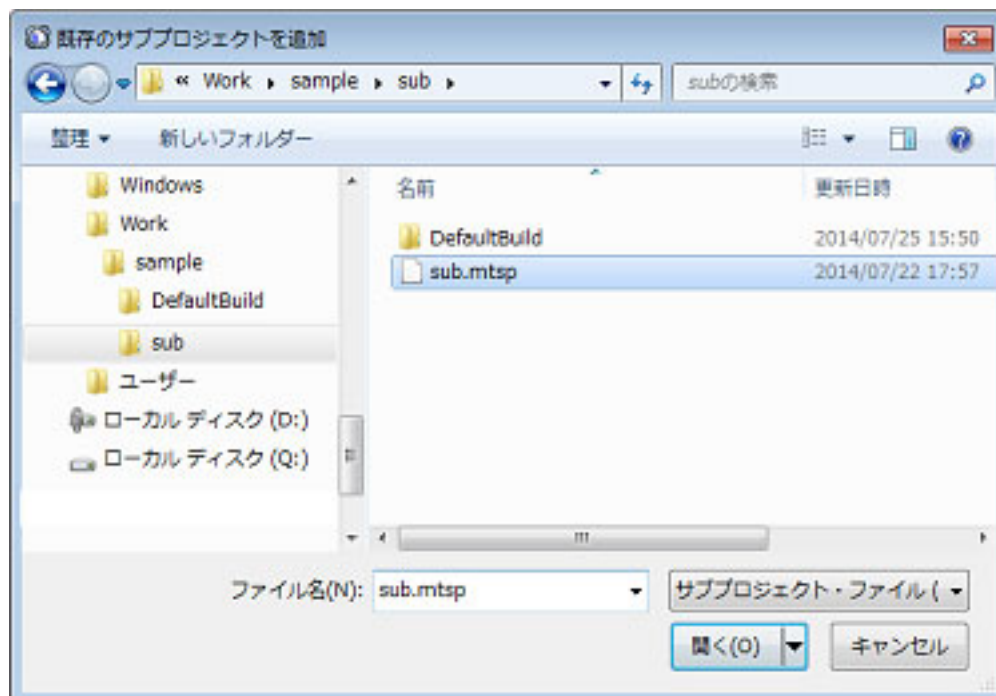 既存のサブプロジェクトを追加
« Work ▸ sample ▸ sub ▸
subの検索
整理 ▼ 新しいフォルダー
Windows
Work
sample
DefaultBuild
sub
ユーザー
ローカル ディスク (D:)
ローカル ディスク (Q:)
名前 更新日時
DefaultBuild 2014/07/25 15:50
sub.mtsp 2014/07/22 17:57
ファイル名(N): sub.mtsp サブプロジェクト・ファイル (
開く(O) キャンセル